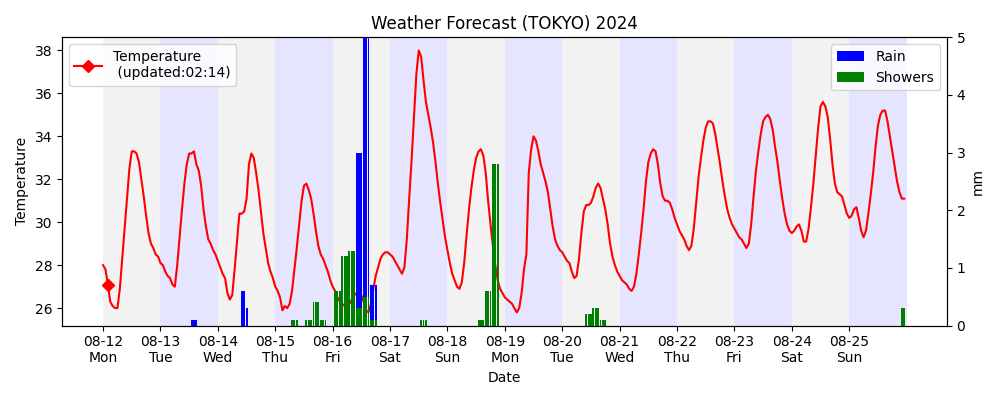 Weather Forecast (TOKYO) 2024
Temperature
(updated:02:14)
Rain
Showers
38
36
34
32
30
28
26
Temperature
5
4
3
2
1
0
mm
08-12 08-13 08-14 08-15 08-16 08-17 08-18 08-19 08-20 08-21 08-22 08-23 08-24 08-25
Mon Tue Wed Thu Fri Sat Sun Mon Tue Wed Thu Fri Sat Sun
Date